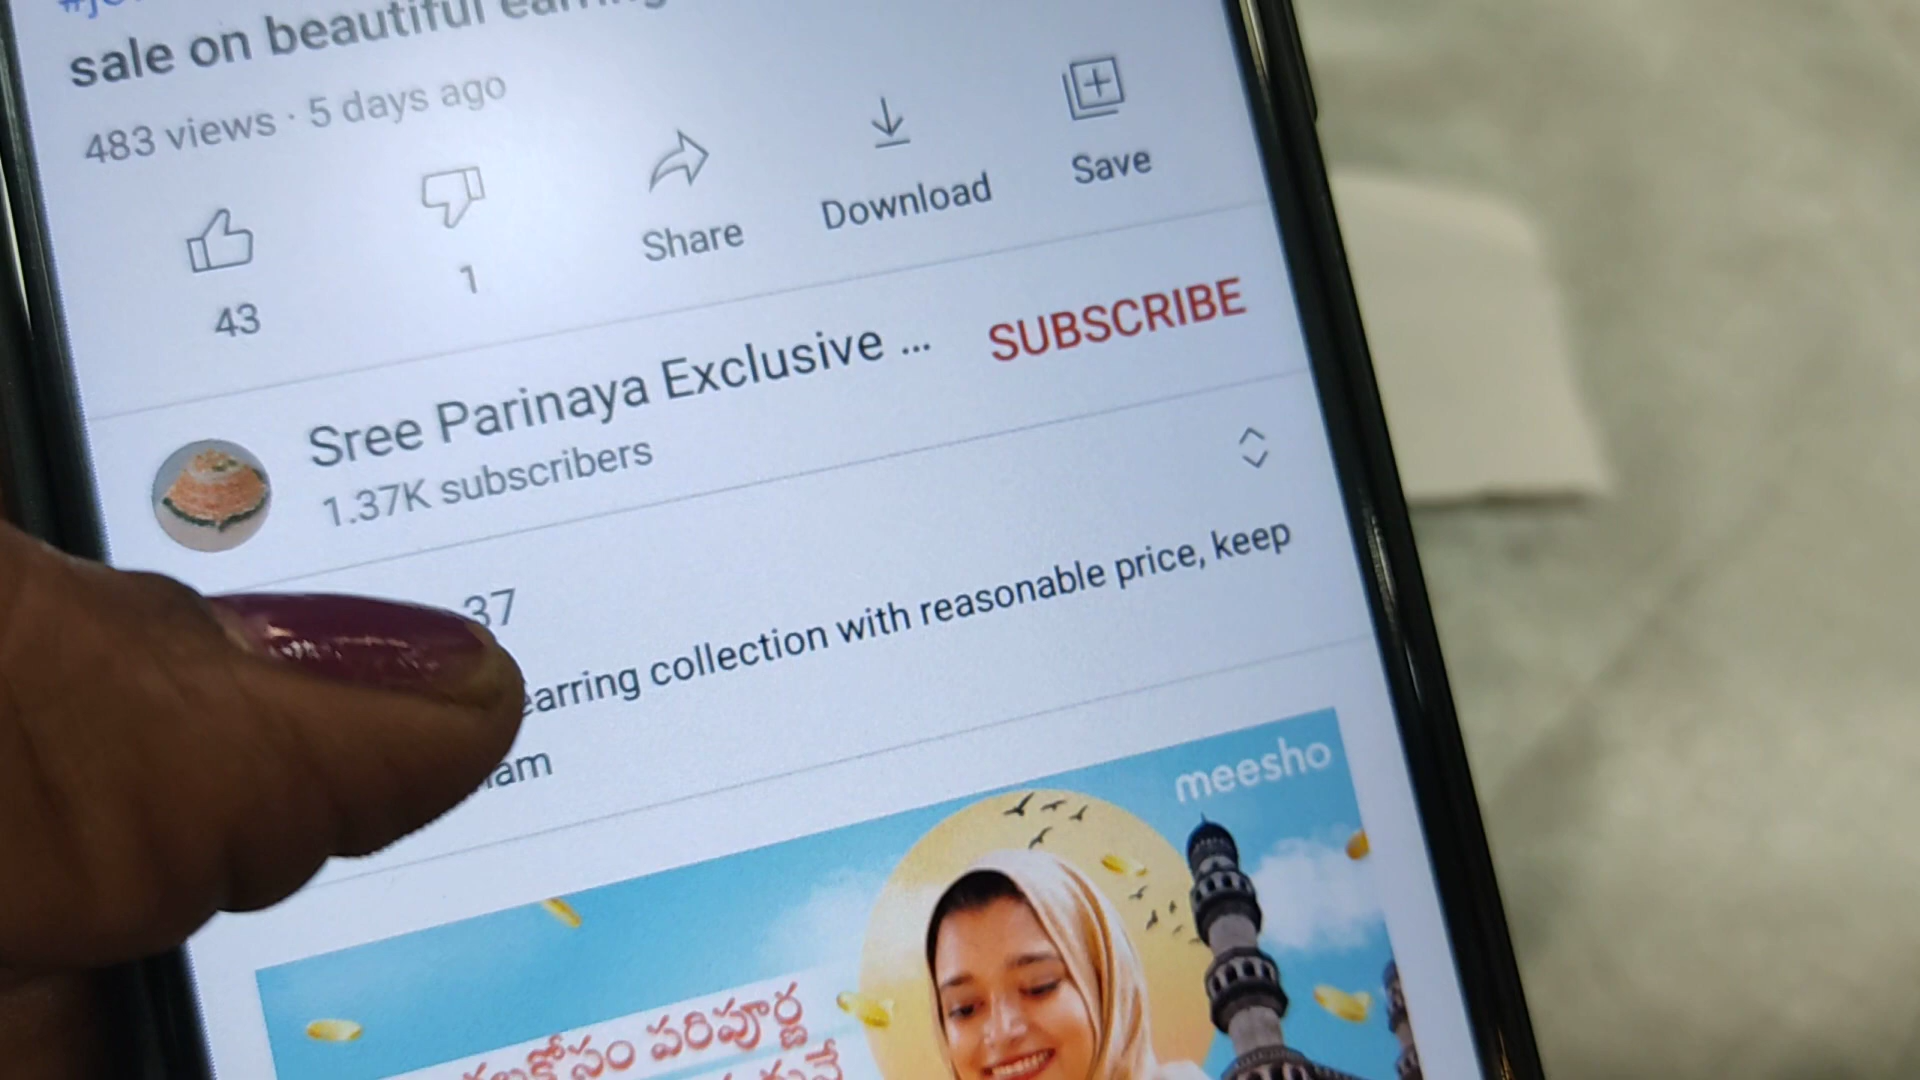 sale on beautiful
483 views · 5 days ago
43
1
Share
Download
Save
Sree Parinaya Exclusive ...
SUBSCRIBE
1.37K subscribers
37
earring collection with reasonable price, keep
meesho
పరిపూర్ణ